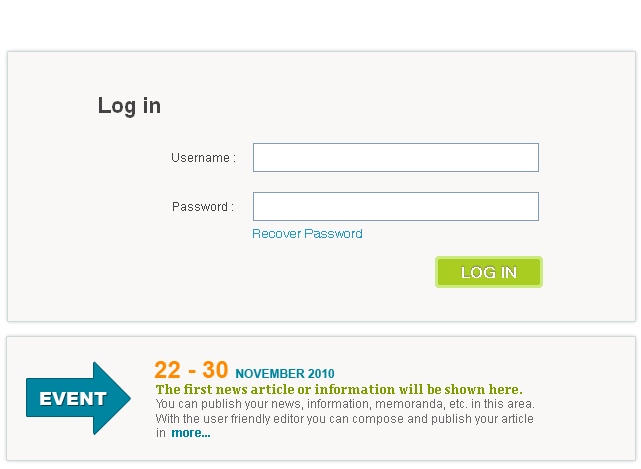 Log in
Username :
Password :
Recover Password
LOG IN
EVENT
22 - 30 NOVEMBER 2010
The first news article or information will be shown here.
You can publish your news, information, memoranda, etc. in this area.
With the user friendly editor you can compose and publish your article
in more...